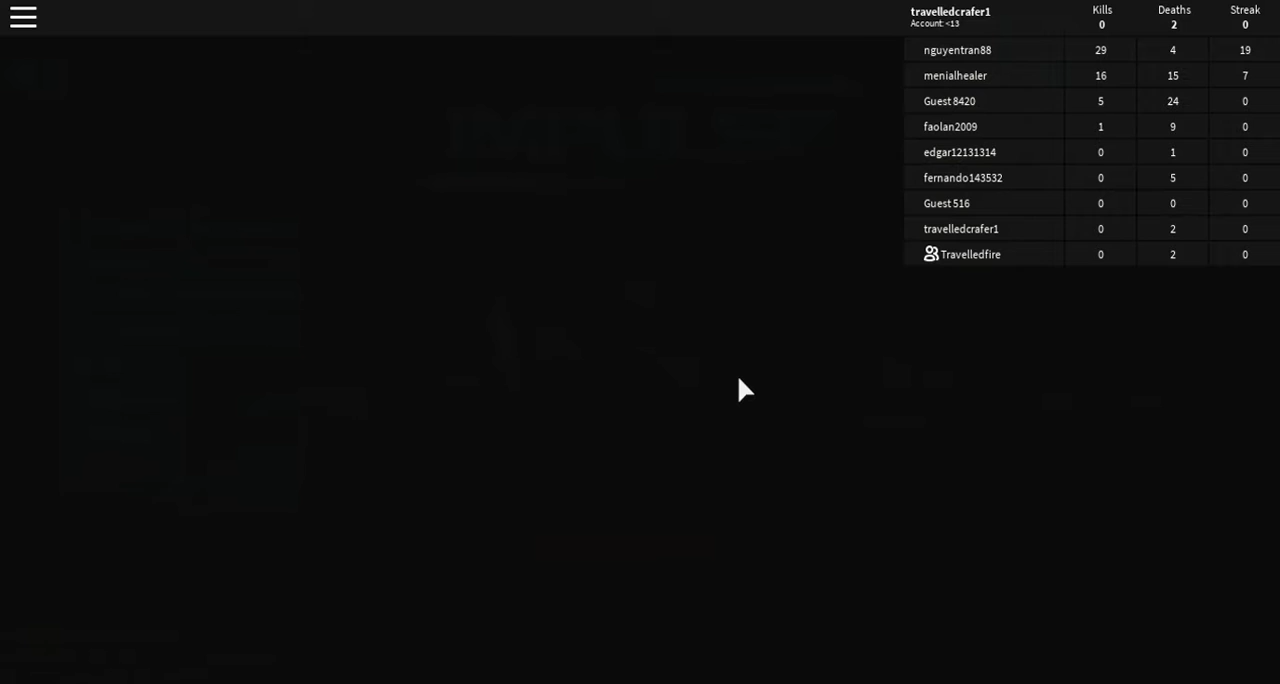 travelledcrafer1 Kills Deaths Streak
Account: <13 0 2 0
nguyentran88 29 4 19
menialhealer 16 15 7
Guest 8420 5 24 0
faolan2009 1 9 0
edgar12131314 0 1 0
fernando143532 0 5 0
Guest 516 0 0 0
travelledcrafer1 0 2 0
Travelledfire 0 2 0